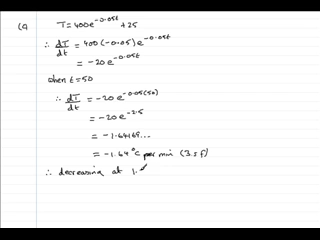 (c) T = 400e^{-0.05t} + 25
∴ dT/dt = 400(-0.05)e^{-0.05t}
= -20e^{-0.05t}
when t = 50
∴ dT/dt = -20e^{-0.05(50)}
= -20e^{-2.5}
= -1.64169...
= -1.64°C per min (3.s.f)
∴ decreasing at 1.